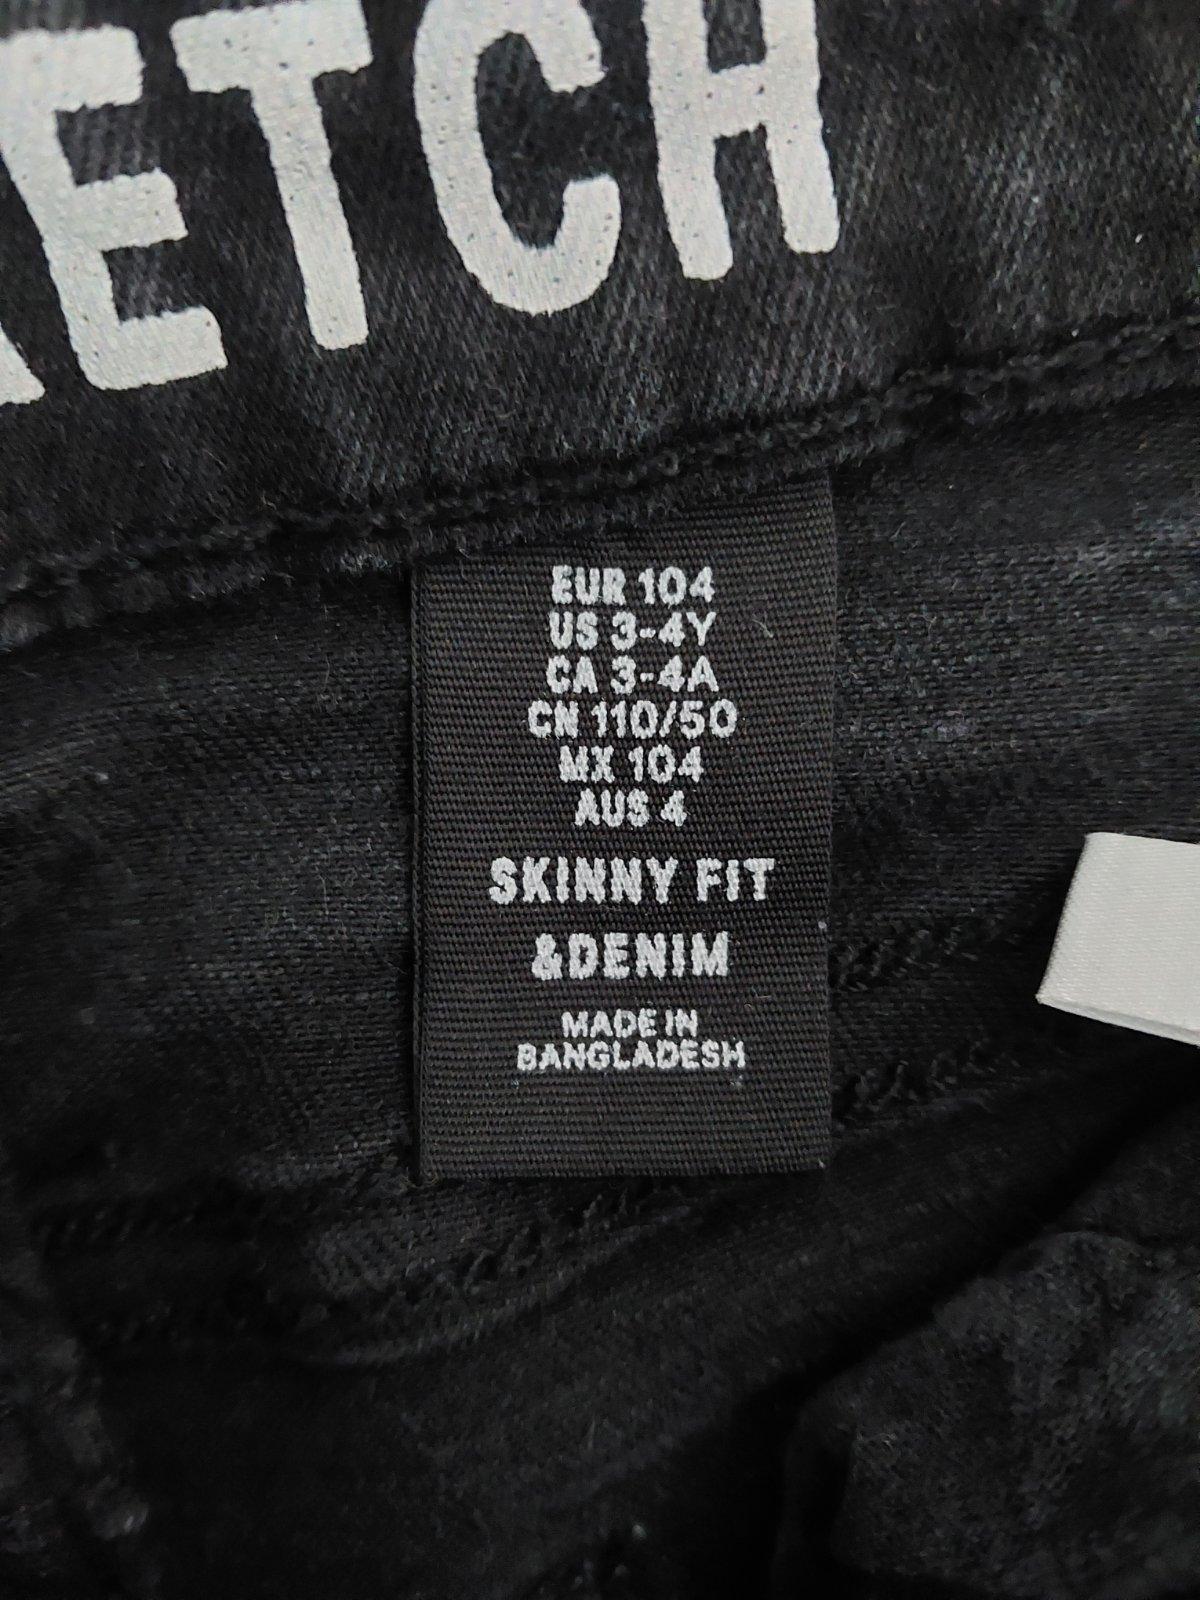 RETCH
EUR 104
US 3-4Y
CA 3-4A
CN 110/50
MX 104
AUS 4
SKINNY FIT
&DENIM
MADE IN
BANGLADESH